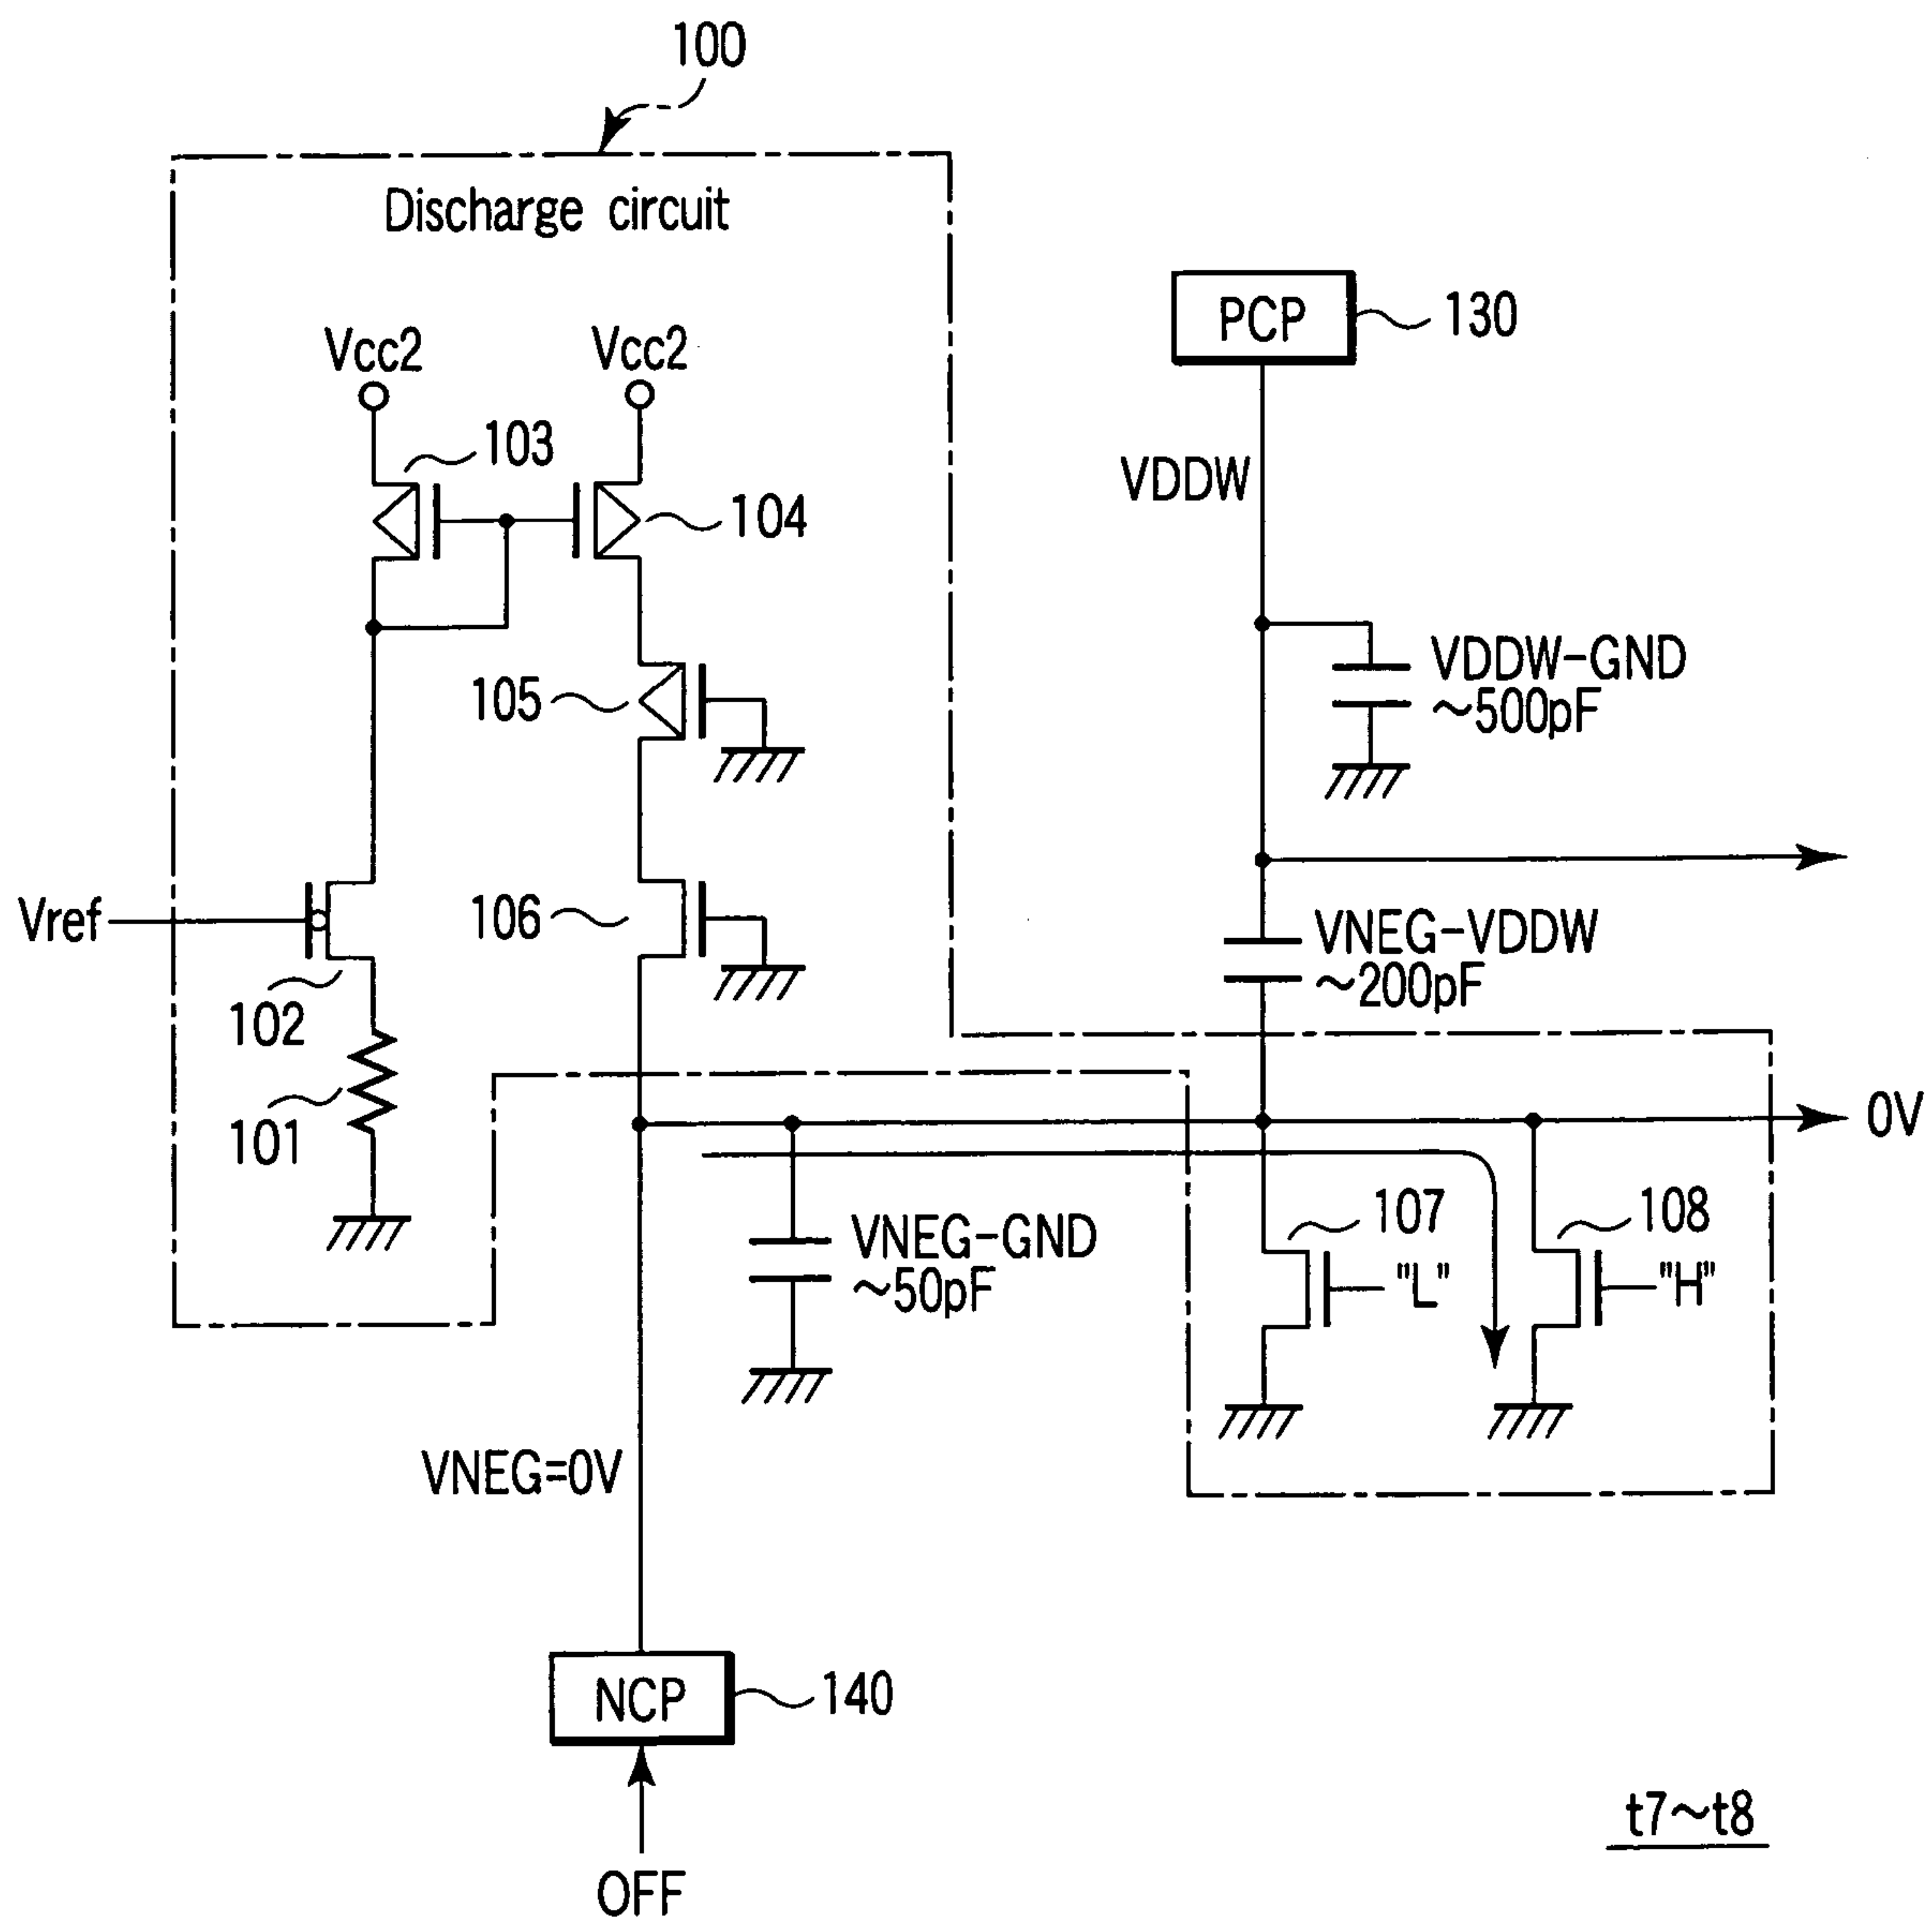 100
Discharge circuit
PCP
130
Vcc2
Vcc2
103
104
VDDW
105
VDDW-GND
~500pF
Vref
106
VNEG-VDDW
~200pF
102
101
0V
107
108
VNEG-GND
~50pF
"L"
"H"
VNEG=0V
NCP
140
t7~t8
OFF